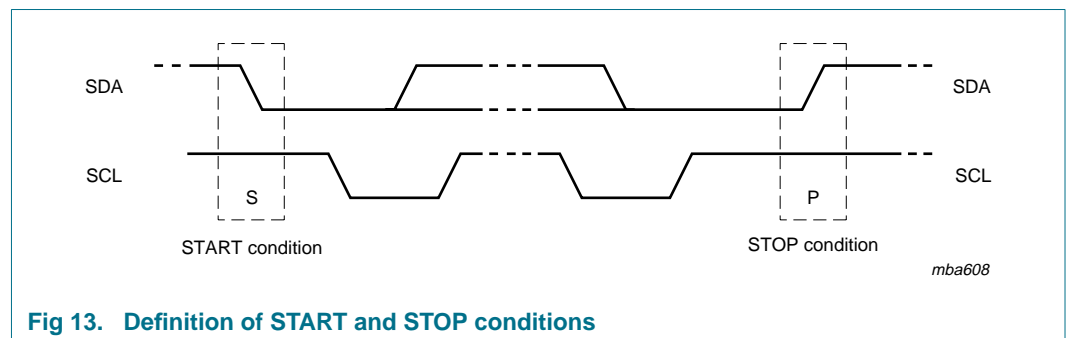 SDA
SDA
SCL
SCL
S
P
START condition
STOP condition
mba608
Fig 13. Definition of START and STOP conditions